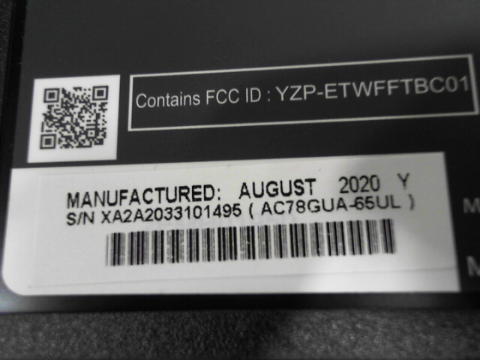 Contains FCC ID : YZP-ETWFFTBC01
MANUFACTURED: AUGUST 2020 Y
S/N XA2A2033101495 ( AC78GUA-65UL )